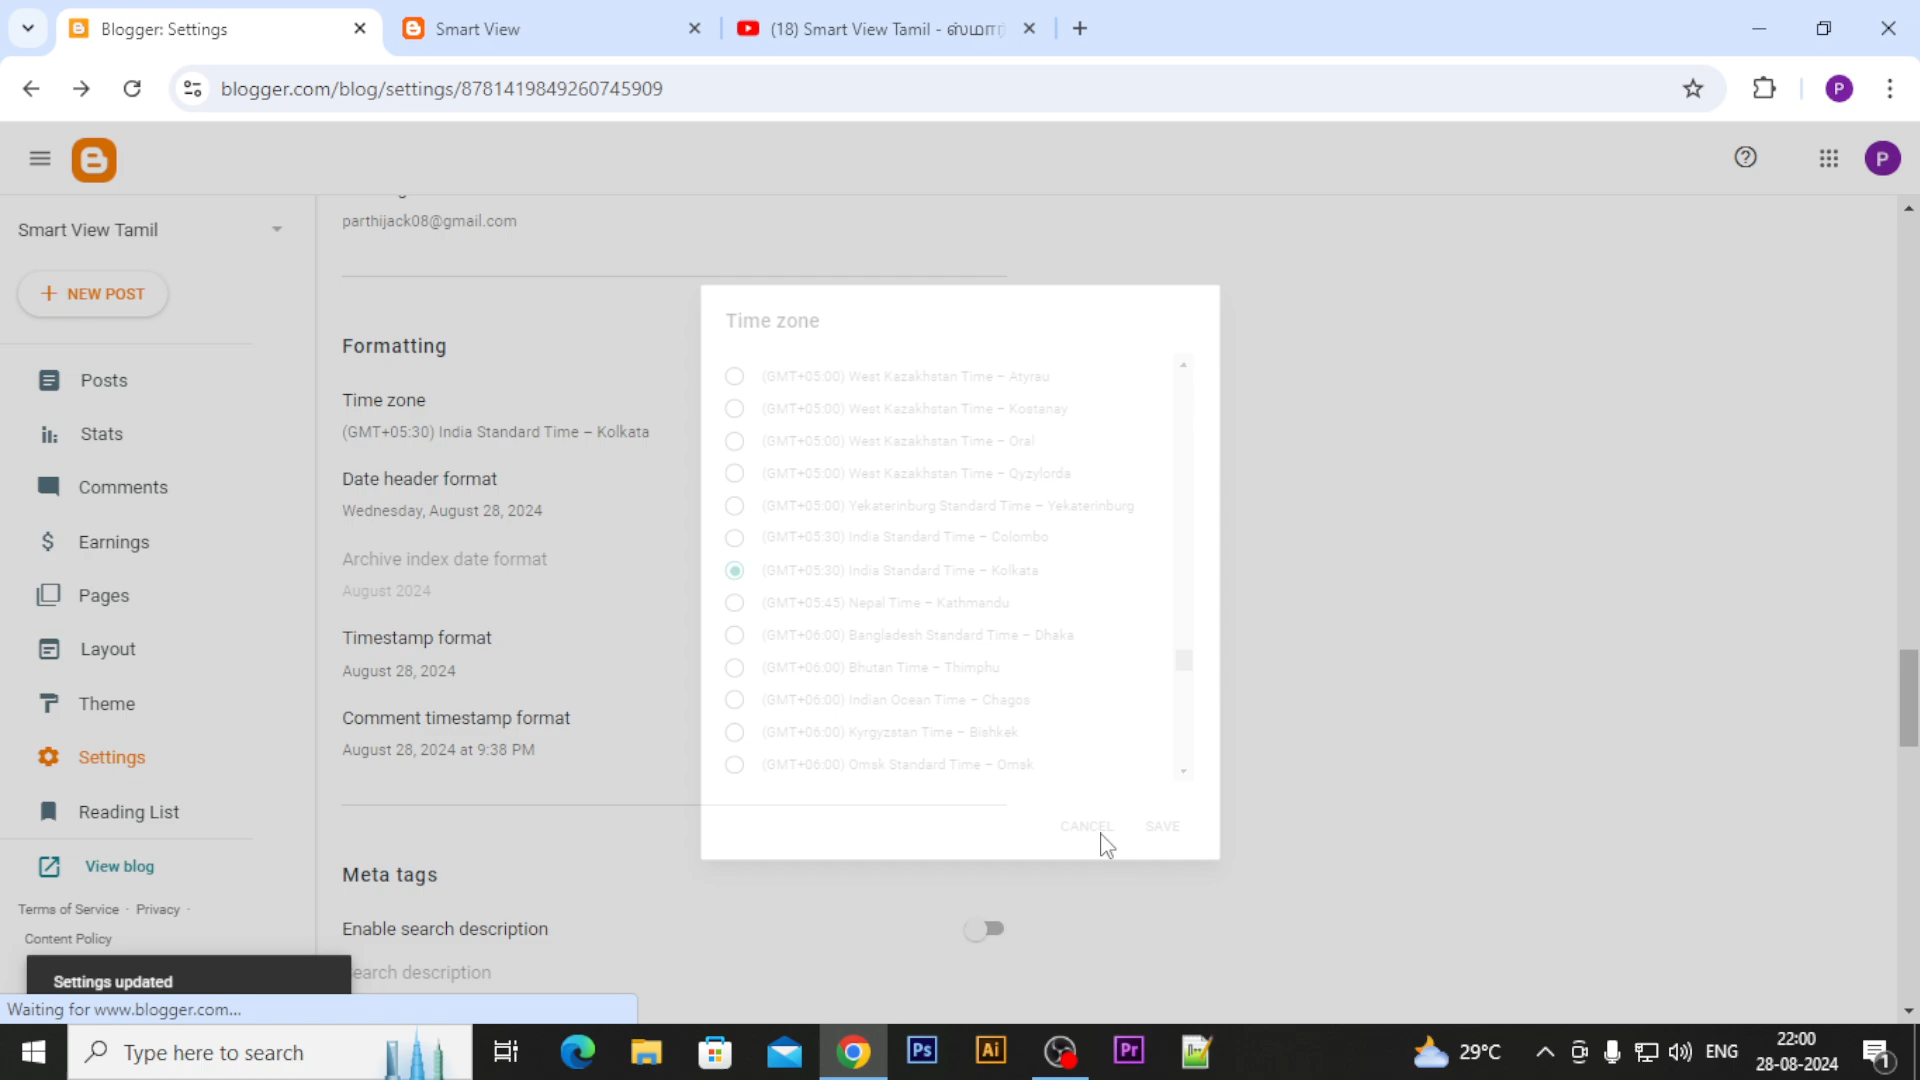 Blogger: Settings
Smart View
(18) Smart View Tamil - ஸ்மார்
blogger.com/blog/settings/8781419849260745909
P
P
Smart View Tamil
NEW POST
Posts
Stats
Comments
Earnings
Pages
Layout
Theme
Settings
Reading List
View blog
Terms of Service · Privacy ·
Content Policy
Settings updated
Waiting for www.blogger.com...
parthijack08@gmail.com
Formatting
Time zone
(GMT+05:30) India Standard Time – Kolkata
Date header format
Wednesday, August 28, 2024
Archive index date format
August 2024
Timestamp format
August 28, 2024
Comment timestamp format
August 28, 2024 at 9:38 PM
Meta tags
Enable search description
earch description
Time zone
(GMT+05:00) West Kazakhstan Time – Atyrau
(GMT+05:00) West Kazakhstan Time – Kostanay
(GMT+05:00) West Kazakhstan Time – Oral
(GMT+05:00) West Kazakhstan Time – Qyzylorda
(GMT+05:00) Yekaterinburg Standard Time – Yekaterinburg
(GMT+05:30) India Standard Time – Colombo
(GMT+05:30) India Standard Time – Kolkata
(GMT+05:45) Nepal Time – Kathmandu
(GMT+06:00) Bangladesh Standard Time – Dhaka
(GMT+06:00) Bhutan Time – Thimphu
(GMT+06:00) Indian Ocean Time – Chagos
(GMT+06:00) Kyrgyzstan Time – Bishkek
(GMT+06:00) Omsk Standard Time – Omsk
CANCEL SAVE
Type here to search
Ps
Ai
Pr
29°C
ENG
22:00
28-08-2024
1